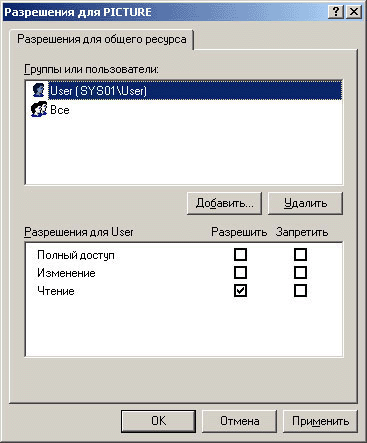 Разрешения для PICTURE
Разрешения для общего ресурса
Группы или пользователи:
User (SYS01\User)
Все
Добавить... Удалить
Разрешения для User Разрешить Запретить
Полный доступ
Изменение
Чтение
OK Отмена Применить